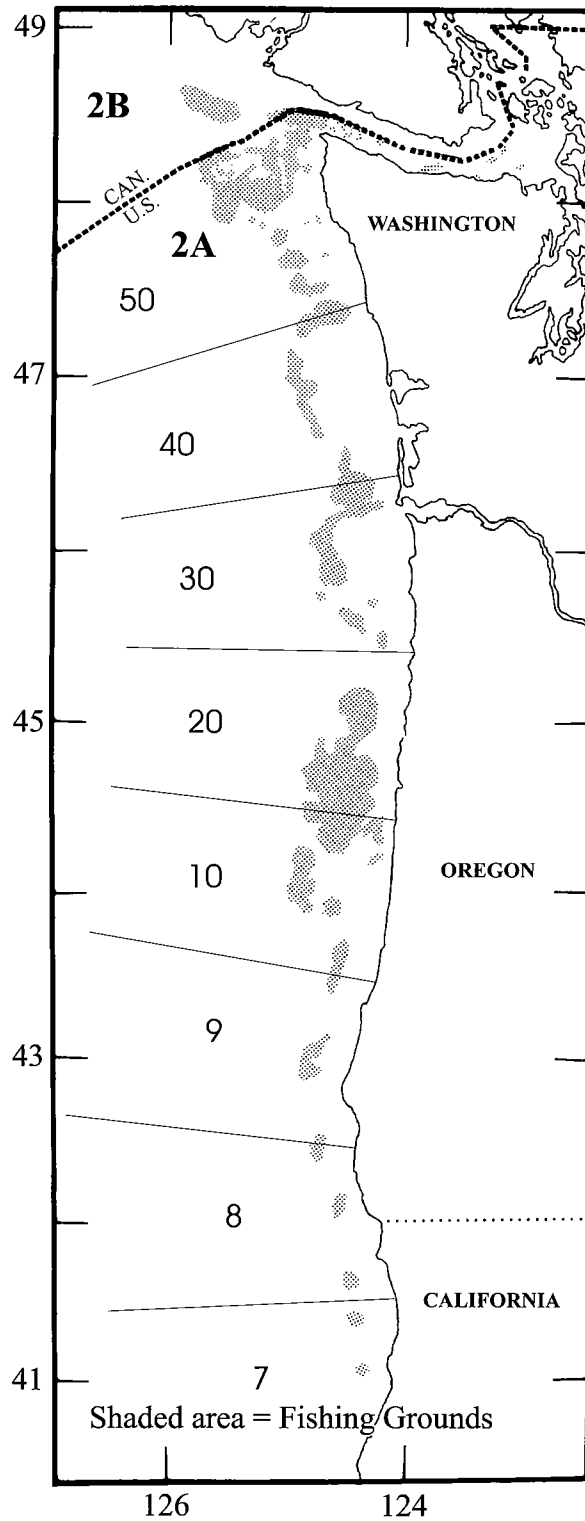 49
2B
CAN.
U.S.
WASHINGTON
2A
50
47
40
30
45
20
10
OREGON
9
43
8
CALIFORNIA
7
41
Shaded area = Fishing Grounds
126
124